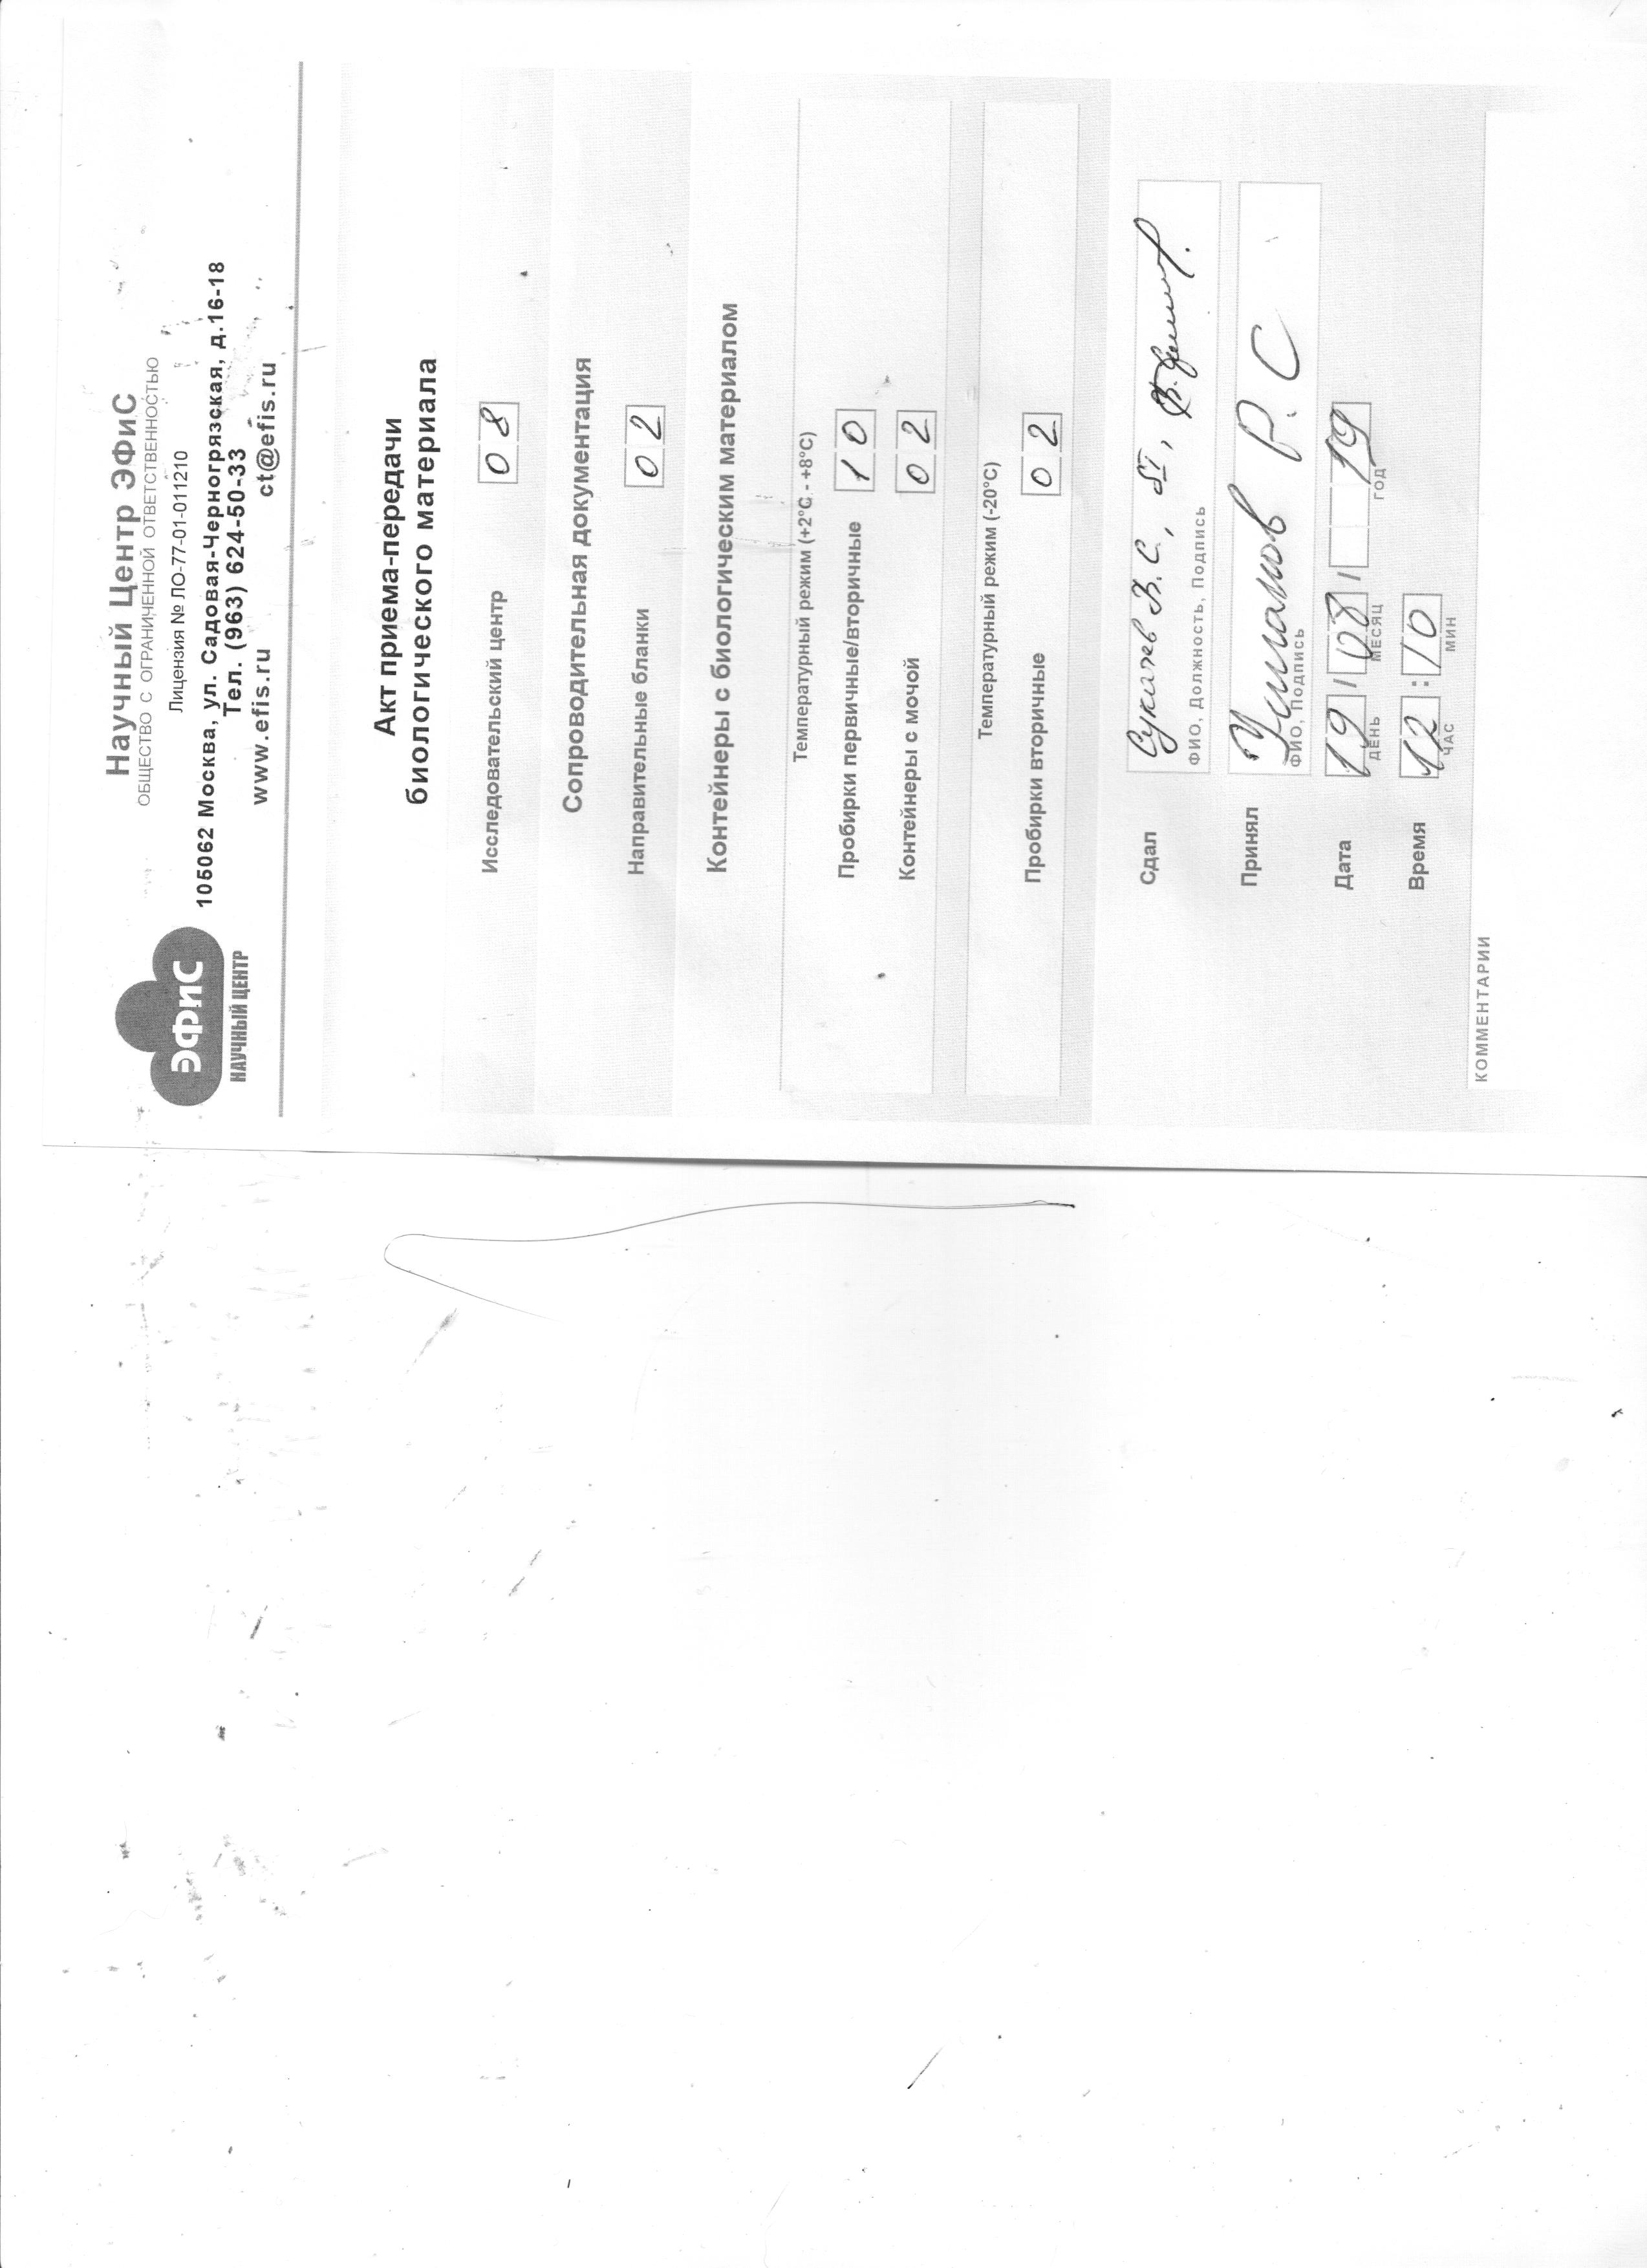 ЭФиС
НАУЧНЫЙ ЦЕНТР
Научный Центр ЭФиС
ОБЩЕСТВО С ОГРАНИЧЕННОЙ ОТВЕТСТВЕННОСТЬЮ
Лицензия № ЛО-77-01-011210
105062 Москва, ул. Садовая-Черногрязская, д.16-18
Тел. (963) 624-50-33
www.efis.ru ct@efis.ru
Акт приема-передачи
биологического материала
Исследовательский центр 08
Сопроводительная документация
Направительные бланки 02
Контейнеры с биологическим материалом
Температурный режим (+2°C - +8°C)
Пробирки первичные/вторичные 10
Контейнеры с мочой 02
Температурный режим (-20°C)
Пробирки вторичные 02
Сдал
ФИО, Должность, Подпись
Принял Р. С
ФИО, Подпись
Дата 19 / 08 / 19
ДЕНЬ МЕСЯЦ ГОД
Время 12 : 10
ЧАС МИН
КОММЕНТАРИИ